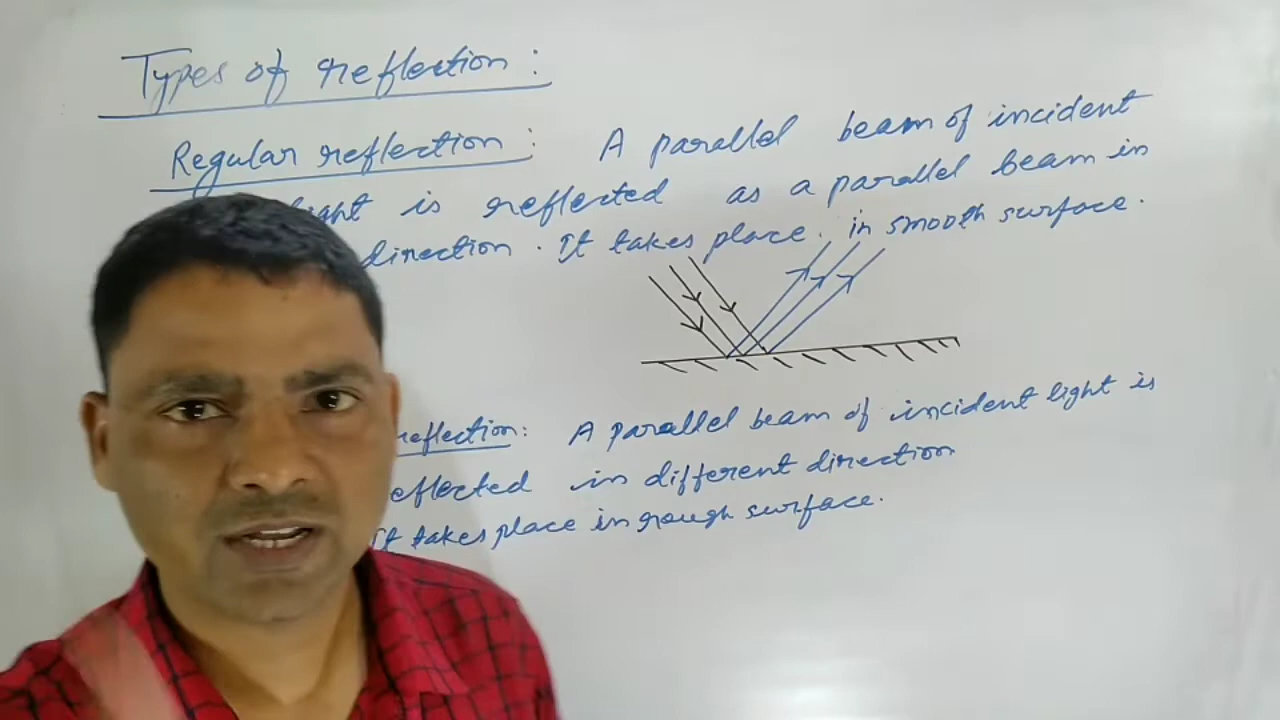 Types of reflection:
Regular reflection: A parallel beam of incident
light is reflected as a parallel beam in
direction. It takes place in smooth surface.
reflection: A parallel beam of incident light is
reflected in different direction
It takes place in rough surface.